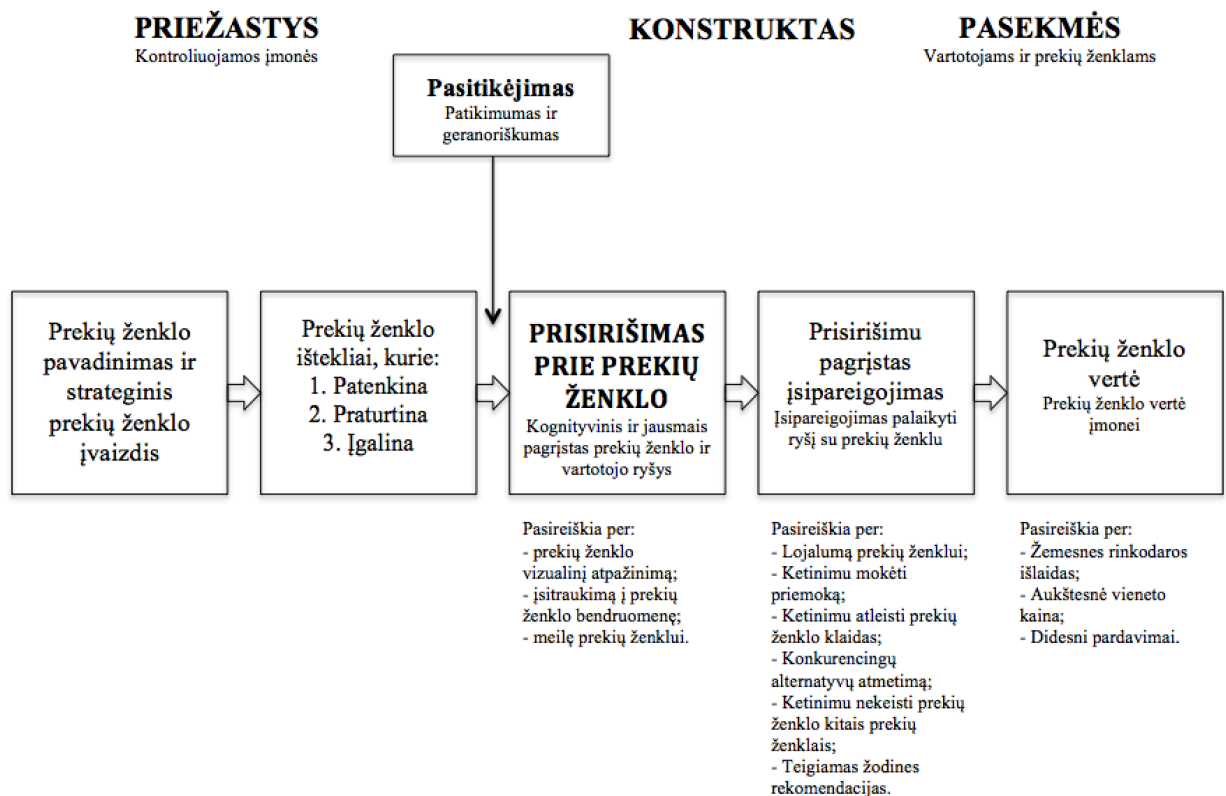 PRIEŽASTYS
Kontroliuojamos įmonės
KONSTRUKTAS
PASEKMĖS
Vartotojams ir prekių ženklams
Pasitikėjimas
Patikimumas ir
geranoriškumas
Prekių ženklo
pavadinimas ir
strateginis
prekių ženklo
įvaizdis
Prekių ženklo
ištekliai, kurie:
1. Patenkina
2. Praturtina
3. Įgalina
PRISIRIŠIMAS
PRIE PREKIŲ
ŽENKLO
Kognityvinis ir jausmais
pagrįstas prekių ženklo ir
vartotojo ryšys
Prisirišimu
pagrįstas
įsipareigojimas
Įsipareigojimas palaikyti
ryšį su prekių ženklu
Prekių ženklo
vertė
Prekių ženklo vertė
įmonei
Pasireiškia per:
- prekių ženklo
vizualinį atpažinimą;
- įsitraukimą į prekių
ženklo bendruomenę;
- meilę prekių ženklui.
Pasireiškia per:
- Lojalumą prekių ženklui;
- Ketinimu mokėti
priemoką;
- Ketinimu atleisti prekių
ženklo klaidas;
- Konkurencingų
alternatyvų atmetimą;
- Ketinimu nekeisti prekių
ženklo kitais prekių
ženklais;
- Teigiamas žodines
rekomendacijas.
Pasireiškia per:
- Žemesnes rinkodaros
išlaidas;
- Aukštesnė vieneto
kaina;
- Didesni pardavimai.